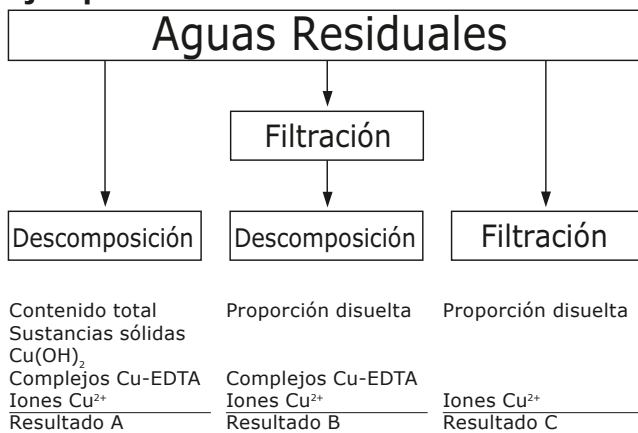 Aguas Residuales
Filtración
Descomposición
Descomposición
Filtración
Contenido total
Sustancias sólidas
Cu(OH)₂
Complejos Cu-EDTA
Iones Cu²⁺
Resultado A
Proporción disuelta
Complejos Cu-EDTA
Iones Cu²⁺
Resultado B
Proporción disuelta
Iones Cu²⁺
Resultado C